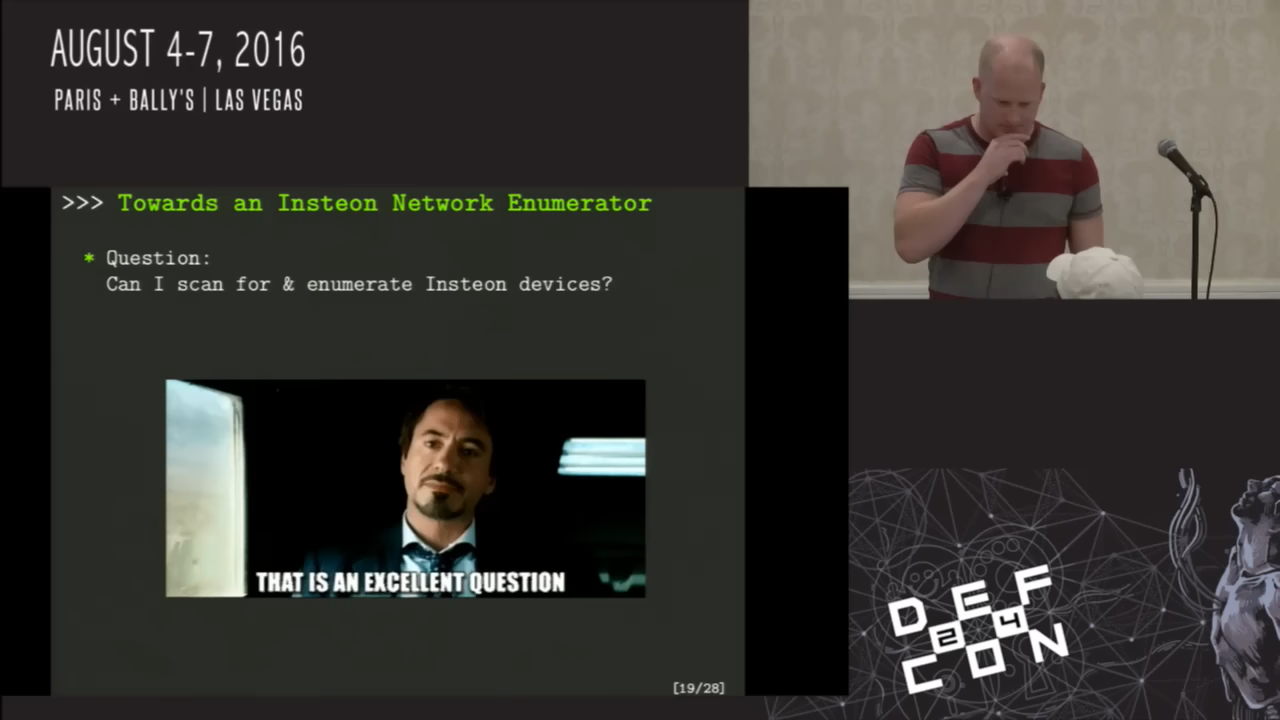 AUGUST 4-7, 2016
PARIS + BALLY'S | LAS VEGAS
>>> Towards an Insteon Network Enumerator
* Question:
Can I scan for & enumerate Insteon devices?
THAT IS AN EXCELLENT QUESTION
[19/28]
DEF
24
CON